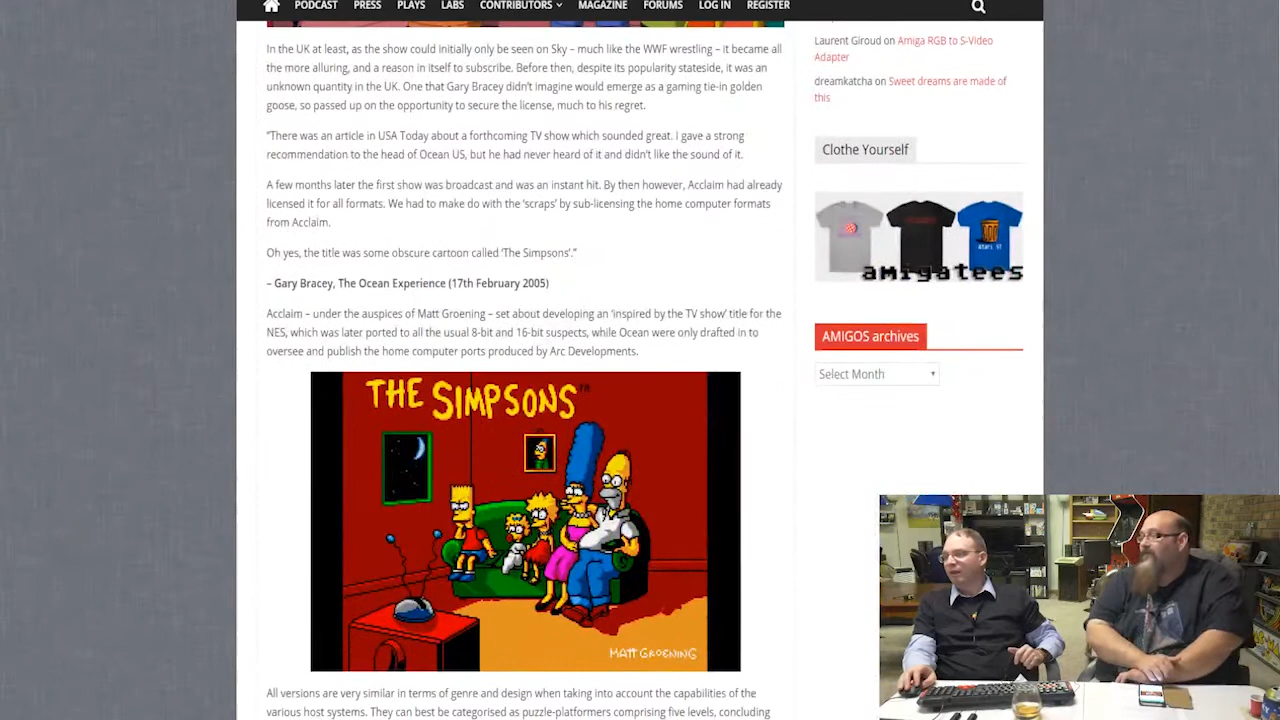 PODCAST PRESS PLAYS LABS CONTRIBUTORS MAGAZINE FORUMS LOG IN REGISTER
In the UK at least, as the show could initially only be seen on Sky – much like the WWF wrestling – it became all
the more alluring, and a reason in itself to subscribe. Before then, despite its popularity stateside, it was an
unknown quantity in the UK. One that Gary Bracey didn't imagine would emerge as a gaming tie-in golden
goose, so passed up on the opportunity to secure the license, much to his regret.
"There was an article in USA Today about a forthcoming TV show which sounded great. I gave a strong
recommendation to the head of Ocean US, but he had never heard of it and didn't like the sound of it.
A few months later the first show was broadcast and was an instant hit. By then however, Acclaim had already
licensed it for all formats. We had to make do with the 'scraps' by sub-licensing the home computer formats
from Acclaim.
Oh yes, the title was some obscure cartoon called 'The Simpsons'."
– Gary Bracey, The Ocean Experience (17th February 2005)
Acclaim – under the auspices of Matt Groening – set about developing an 'inspired by the TV show' title for the
NES, which was later ported to all the usual 8-bit and 16-bit suspects, while Ocean were only drafted in to
oversee and publish the home computer ports produced by Arc Developments.
THE SIMPSONS
MATT GROENING
All versions are very similar in terms of genre and design when taking into account the capabilities of the
various host systems. They can best be categorised as puzzle-platformers comprising five levels, concluding
Laurent Giroud on Amiga RGB to S-Video
Adapter
dreamkatcha on Sweet dreams are made of
this
Clothe Yourself
ATARI ST
amigatees
AMIGOS archives
Select Month